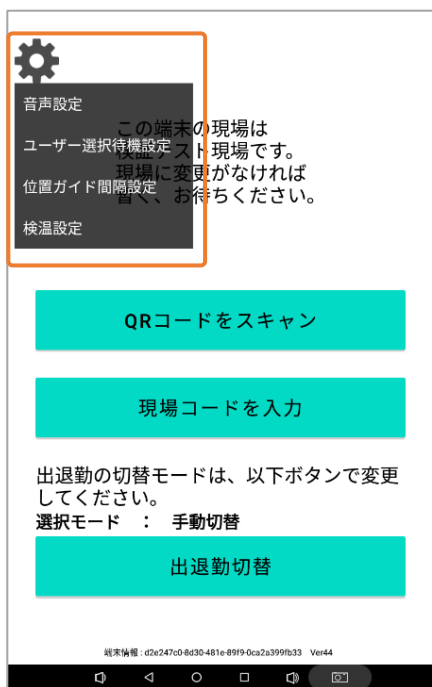 音声設定
ユーザー選択待機設定
位置ガイド間隔設定
検温設定
この端末の現場は
検証テスト現場です。
現場に変更がなければ
暫く、お待ちください。
QRコードをスキャン
現場コードを入力
出退勤の切替モードは、以下ボタンで変更
してください。
選択モード ： 手動切替
出退勤切替
端末情報 : d2e247c0-8d30-481e-89f9-0ca2a399fb33 Ver44